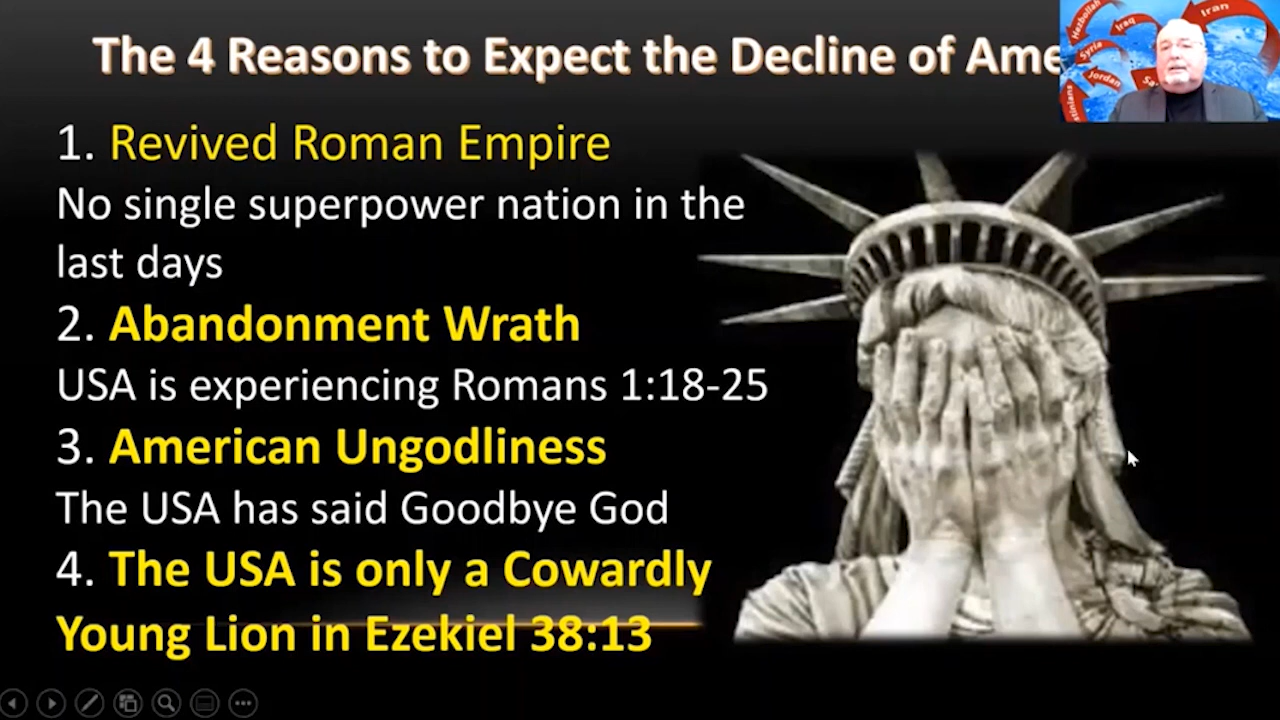 The 4 Reasons to Expect the Decline of Ame
1. Revived Roman Empire
No single superpower nation in the
last days
2. Abandonment Wrath
USA is experiencing Romans 1:18-25
3. American Ungodliness
The USA has said Goodbye God
4. The USA is only a Cowardly
Young Lion in Ezekiel 38:13
Hezbollah
Iraq
Iran
Syria
Jordan
Sa